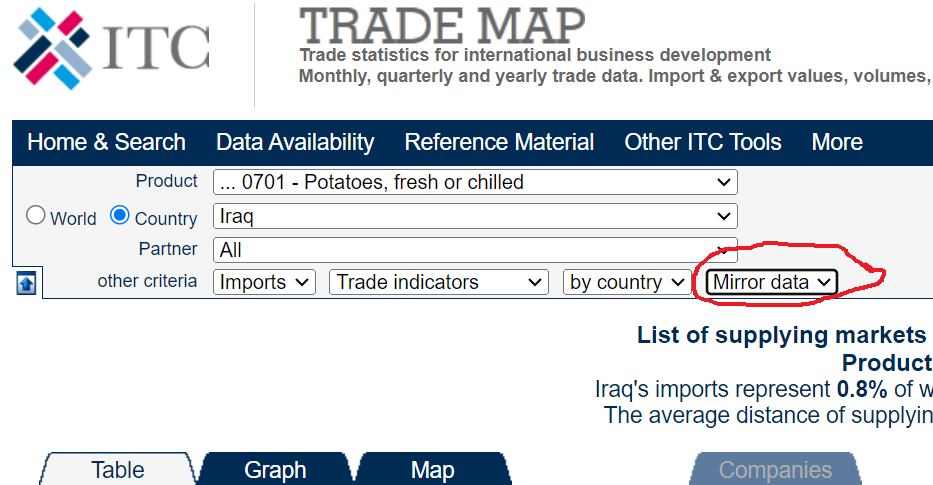 ITC
TRADE MAP
Trade statistics for international business development
Monthly, quarterly and yearly trade data. Import & export values, volumes,
Home & Search Data Availability Reference Material Other ITC Tools More
Product ... 0701 - Potatoes, fresh or chilled
World Country Iraq
Partner All
other criteria Imports Trade indicators by country Mirror data
List of supplying markets
Product
Iraq's imports represent 0.8% of
The average distance of
Table Graph Map Companies